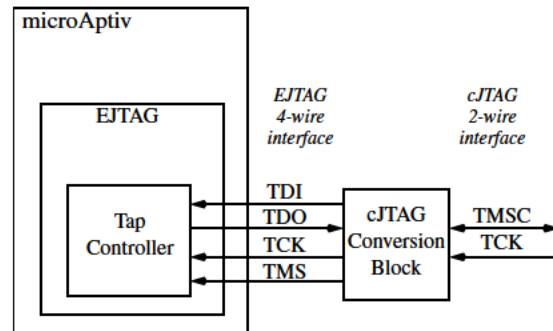 microAptiv
EJTAG
Tap
Controller
EJTAG
4-wire
interface
cJTAG
2-wire
interface
TDI
TDO
TCK
TMS
cJTAG
Conversion
Block
TMSC
TCK